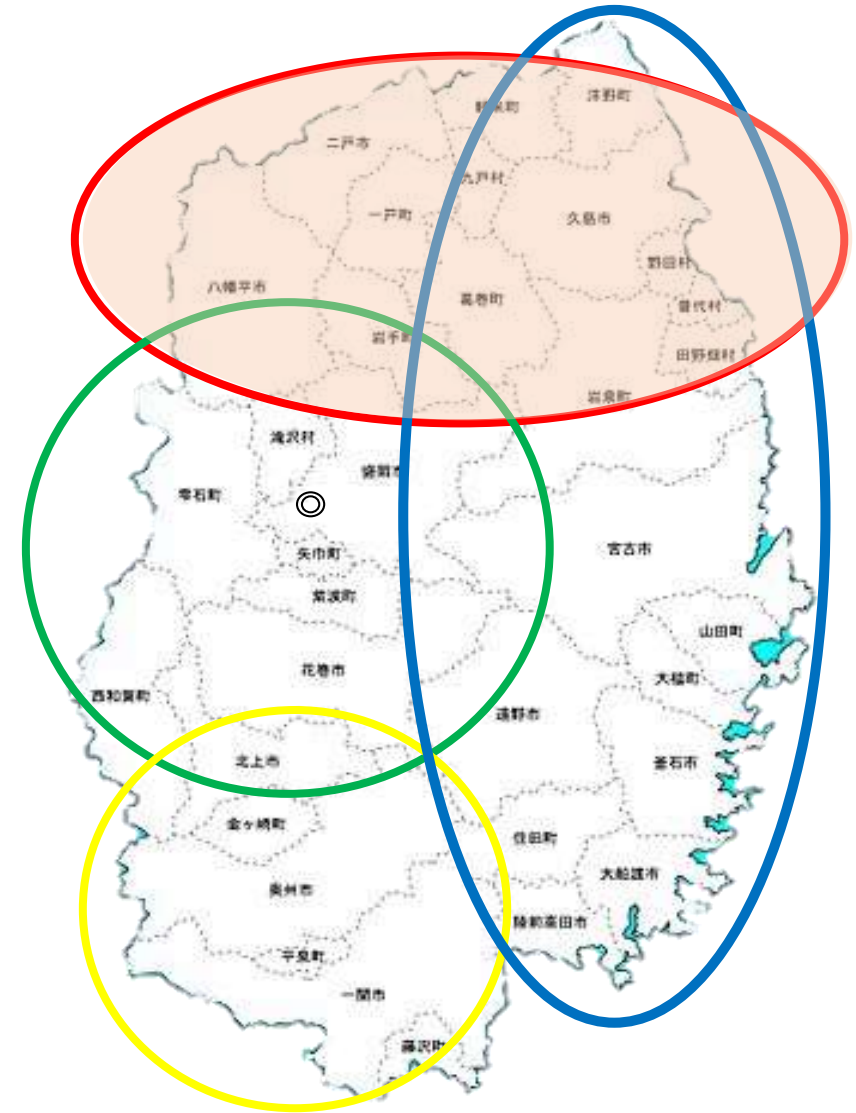 洋野町
軽米町
二戸市
九戸村
一戸町
久慈市
野田村
八幡平市
葛巻町
普代村
岩手町
田野畑村
岩泉町
滝沢村
盛岡市
雫石町
宮古市
矢巾町
紫波町
山田町
花巻市
大槌町
西和賀町
遠野市
北上市
釜石市
金ヶ崎町
住田町
大船渡市
奥州市
陸前高田市
平泉町
一関市
藤沢町